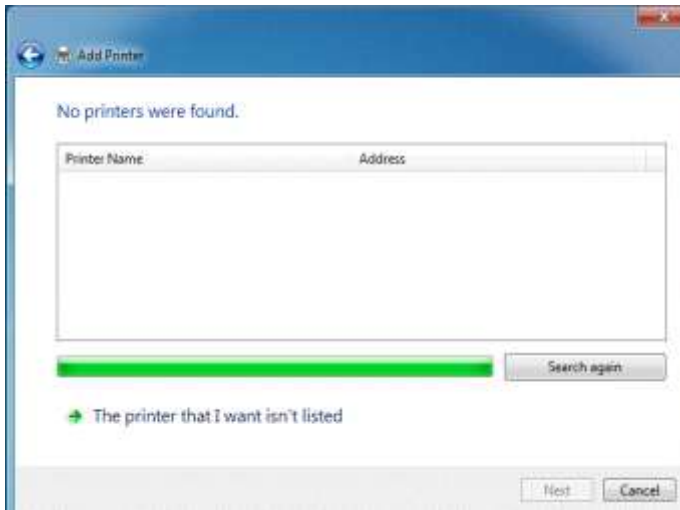 Add Printer
No printers were found.
Printer Name Address
Search again
The printer that I want isn't listed
Next Cancel